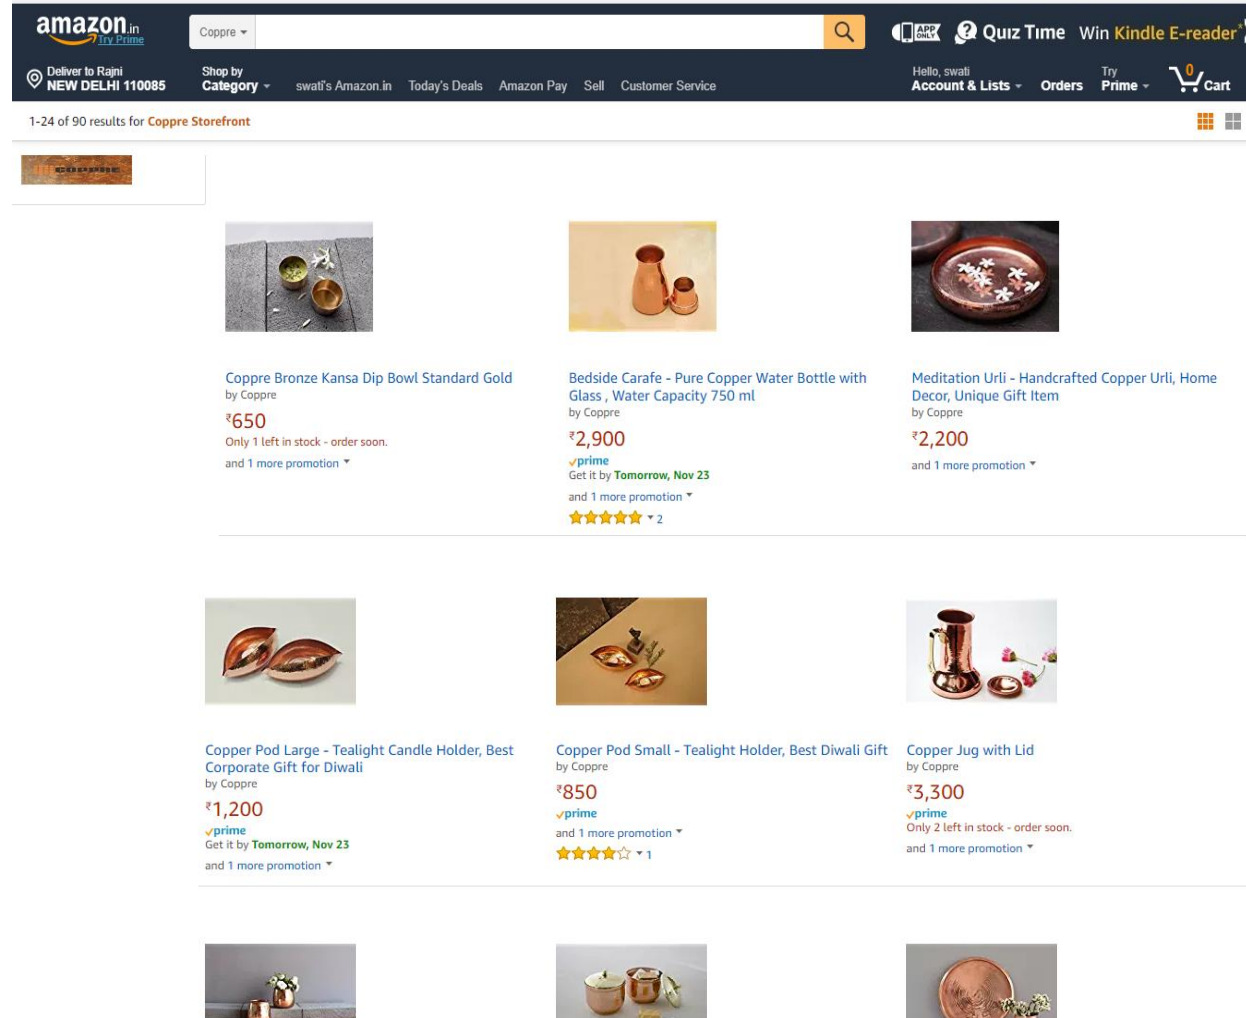 amazon.in
Try Prime
Coppre
APP ONLY
Quiz Time Win Kindle E-reader*
Deliver to Rajni
NEW DELHI 110085
Shop by
Category
swati's Amazon.in Today's Deals Amazon Pay Sell Customer Service
Hello, swati
Account & Lists
Orders
Try
Prime
0
Cart
1-24 of 90 results for Coppre Storefront
COPPRE
Coppre Bronze Kansa Dip Bowl Standard Gold
by Coppre
₹650
Only 1 left in stock - order soon.
and 1 more promotion
Bedside Carafe - Pure Copper Water Bottle with
Glass , Water Capacity 750 ml
by Coppre
₹2,900
prime
Get it by Tomorrow, Nov 23
and 1 more promotion
2
Meditation Urli - Handcrafted Copper Urli, Home
Decor, Unique Gift Item
by Coppre
₹2,200
and 1 more promotion
Copper Pod Large - Tealight Candle Holder, Best
Corporate Gift for Diwali
by Coppre
₹1,200
prime
Get it by Tomorrow, Nov 23
and 1 more promotion
Copper Pod Small - Tealight Holder, Best Diwali Gift
by Coppre
₹850
prime
and 1 more promotion
1
Copper Jug with Lid
by Coppre
₹3,300
prime
Only 2 left in stock - order soon.
and 1 more promotion